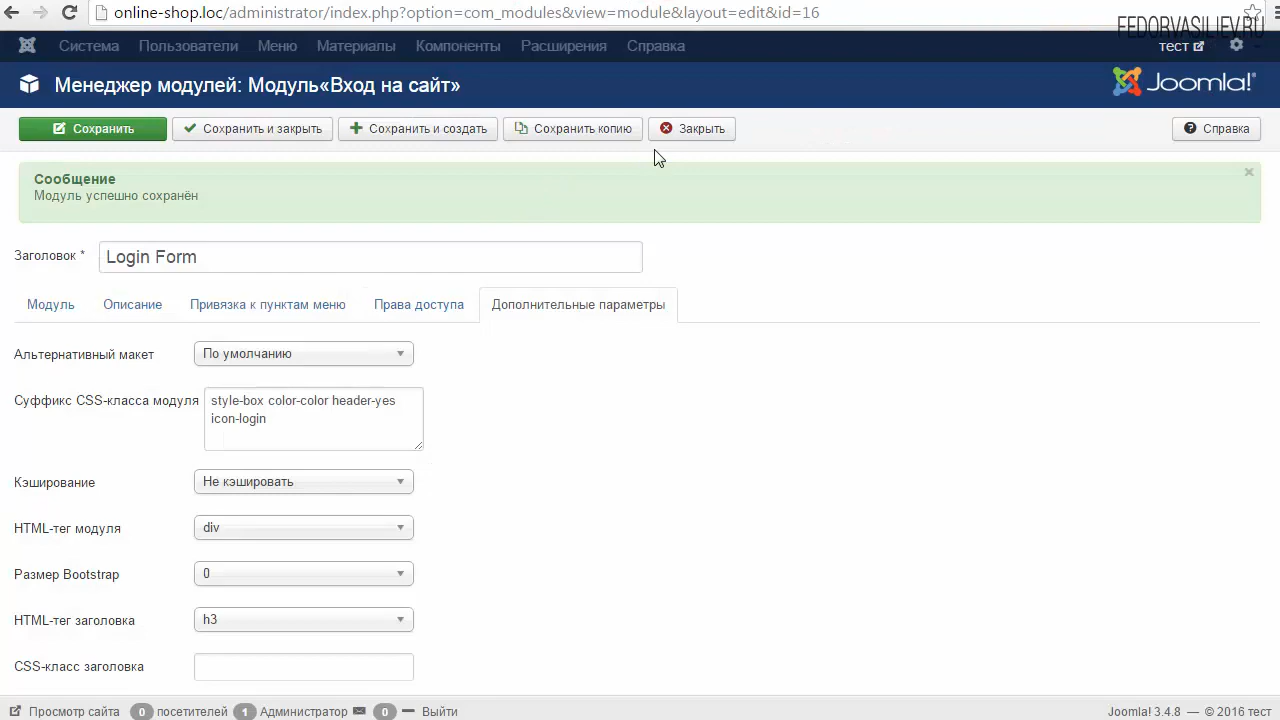 online-shop.loc/administrator/index.php?option=com_modules&view=module&layout=edit&id=16
FEDORVASILIEV.RU
Система Пользователи Меню Материалы Компоненты Расширения Справка тест
Менеджер модулей: Модуль«Вход на сайт» Joomla!®
Сохранить Сохранить и закрыть Сохранить и создать Сохранить копию Закрыть Справка
Сообщение
Модуль успешно сохранён
Заголовок * Login Form
Модуль Описание Привязка к пунктам меню Права доступа Дополнительные параметры
Альтернативный макет По умолчанию
Суффикс CSS-класса модуля style-box color-color header-yes
icon-login
Кэширование Не кэшировать
HTML-тег модуля div
Размер Bootstrap 0
HTML-тег заголовка h3
CSS-класс заголовка
Просмотр сайта 0 посетителей 1 Администратор 0 Выйти Joomla! 3.4.8 — © 2016 тест